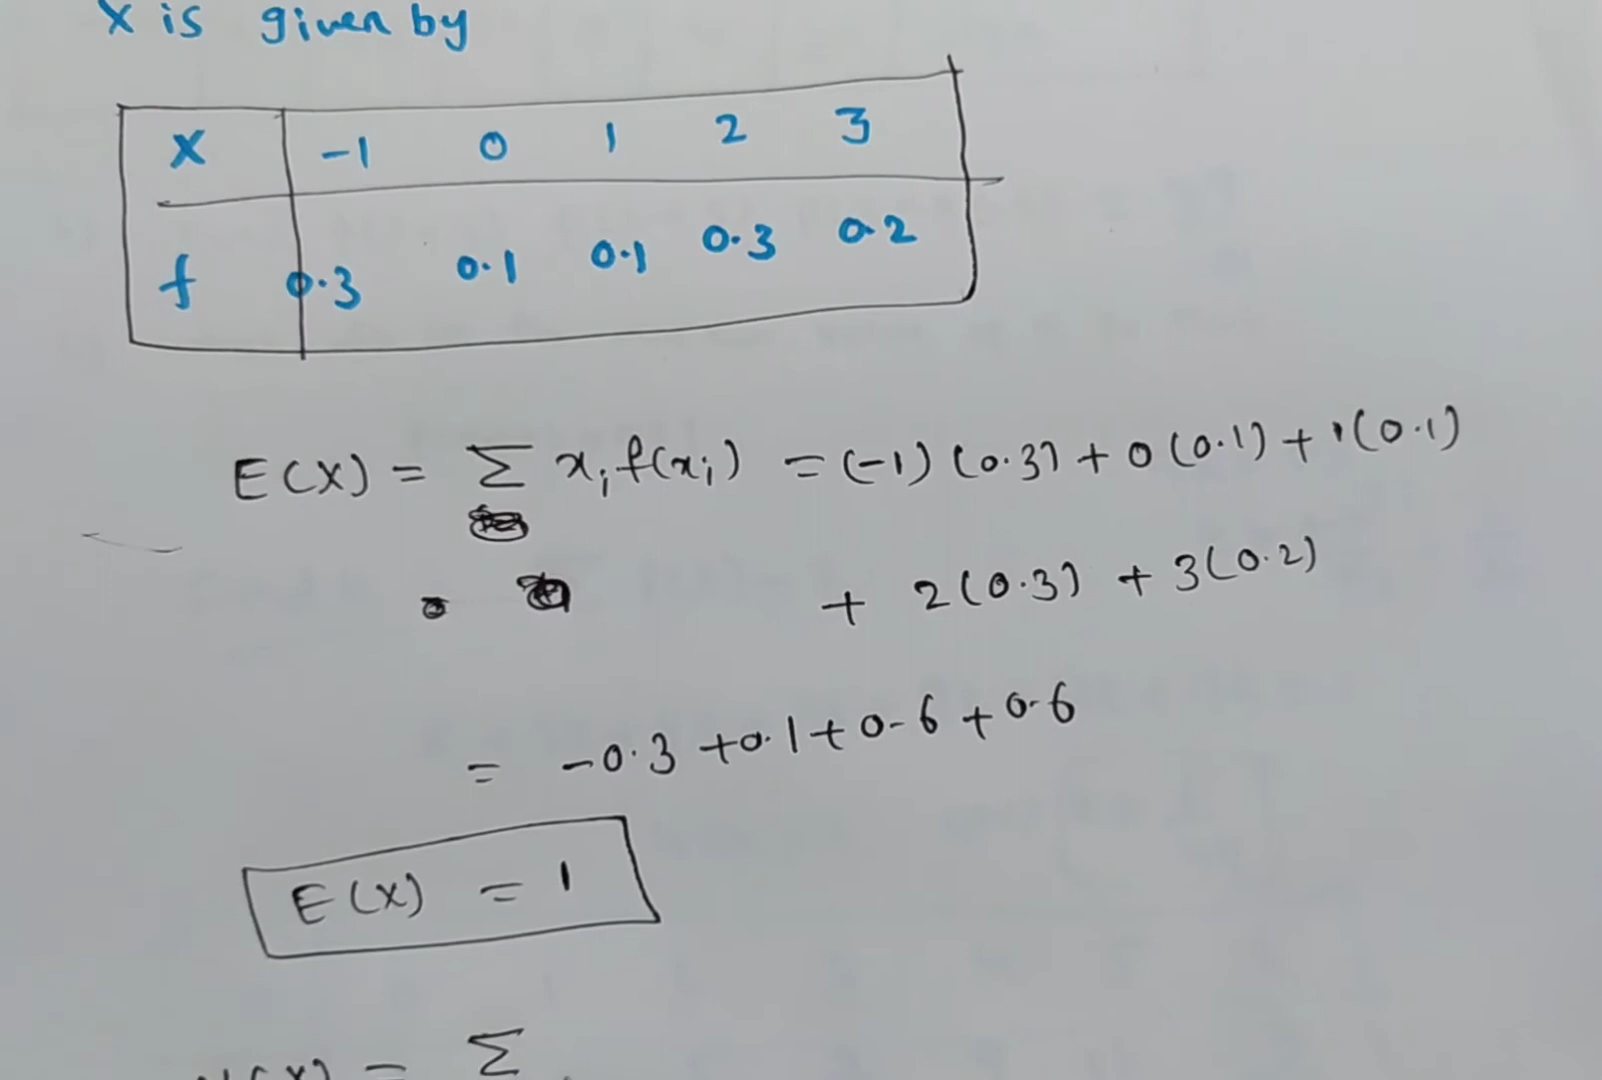 X is given by
X -1 0 1 2 3
f 0.3 0.1 0.1 0.3 0.2
E(X) = Σ xᵢ f(xᵢ) = (-1) (0.3) + 0 (0.1) + 1(0.1)
+ 2(0.3) + 3(0.2)
= -0.3 + 0.1 + 0.6 + 0.6
E(X) = 1
(X) = Σ